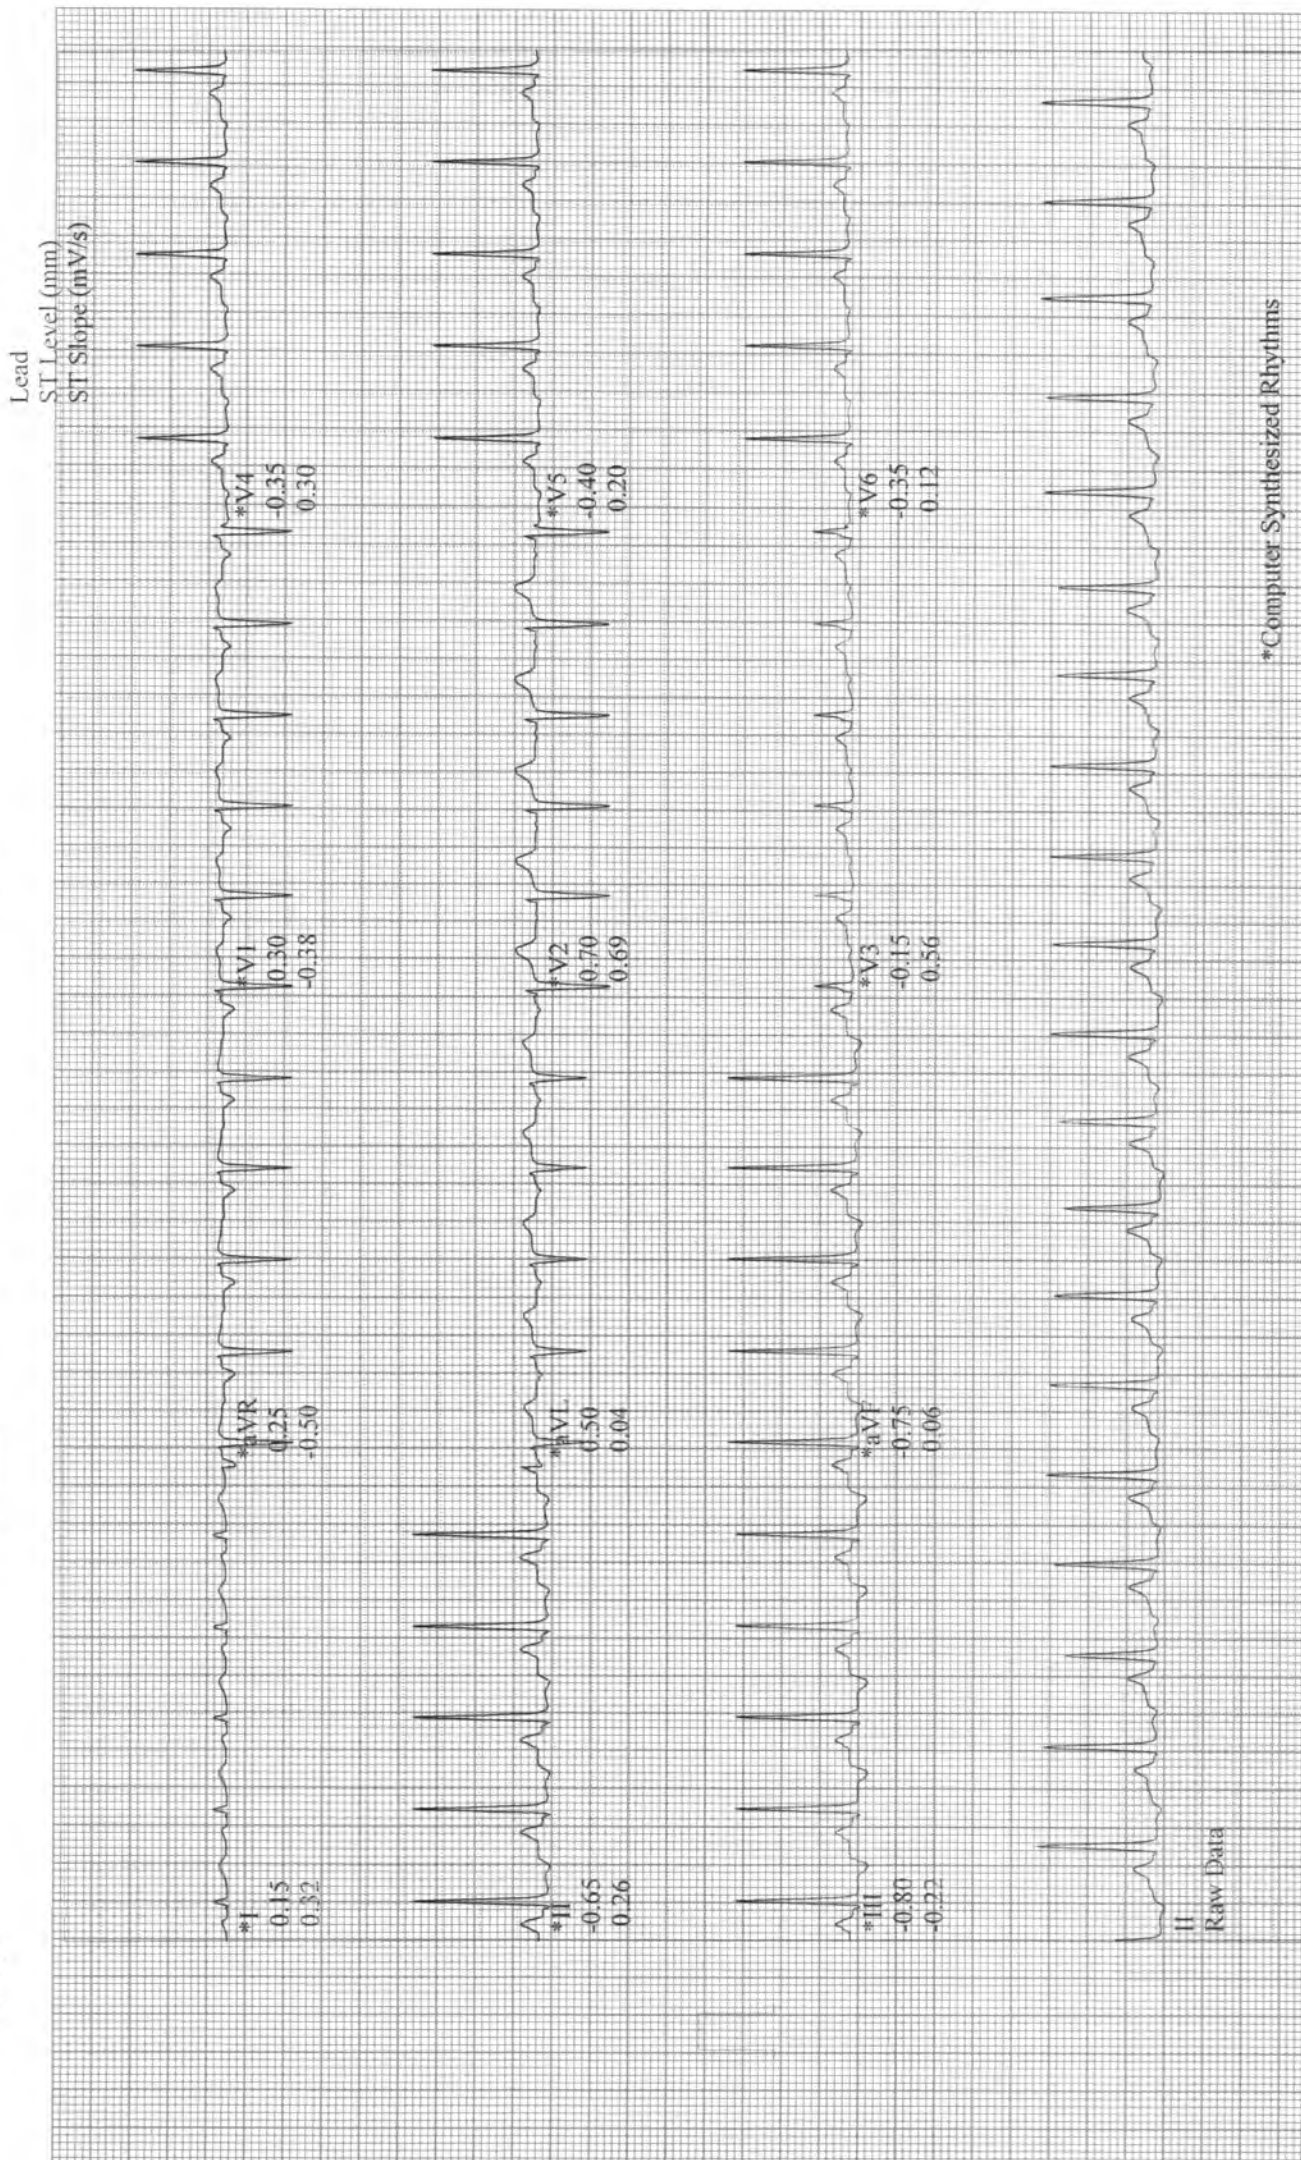 Lead
ST Level (mm)
ST Slope (mV/s)
*I
0.15
0.32
*aVR
0.25
-0.50
*V1
0.30
-0.38
*V4
-0.35
0.30
*II
-0.65
0.26
*aVL
0.50
0.04
*V2
0.70
0.69
*V5
-0.40
0.20
*III
-0.80
-0.22
*aVF
-0.75
0.06
*V3
-0.15
0.56
*V6
-0.35
0.12
II
Raw Data
*Computer Synthesized Rhythms